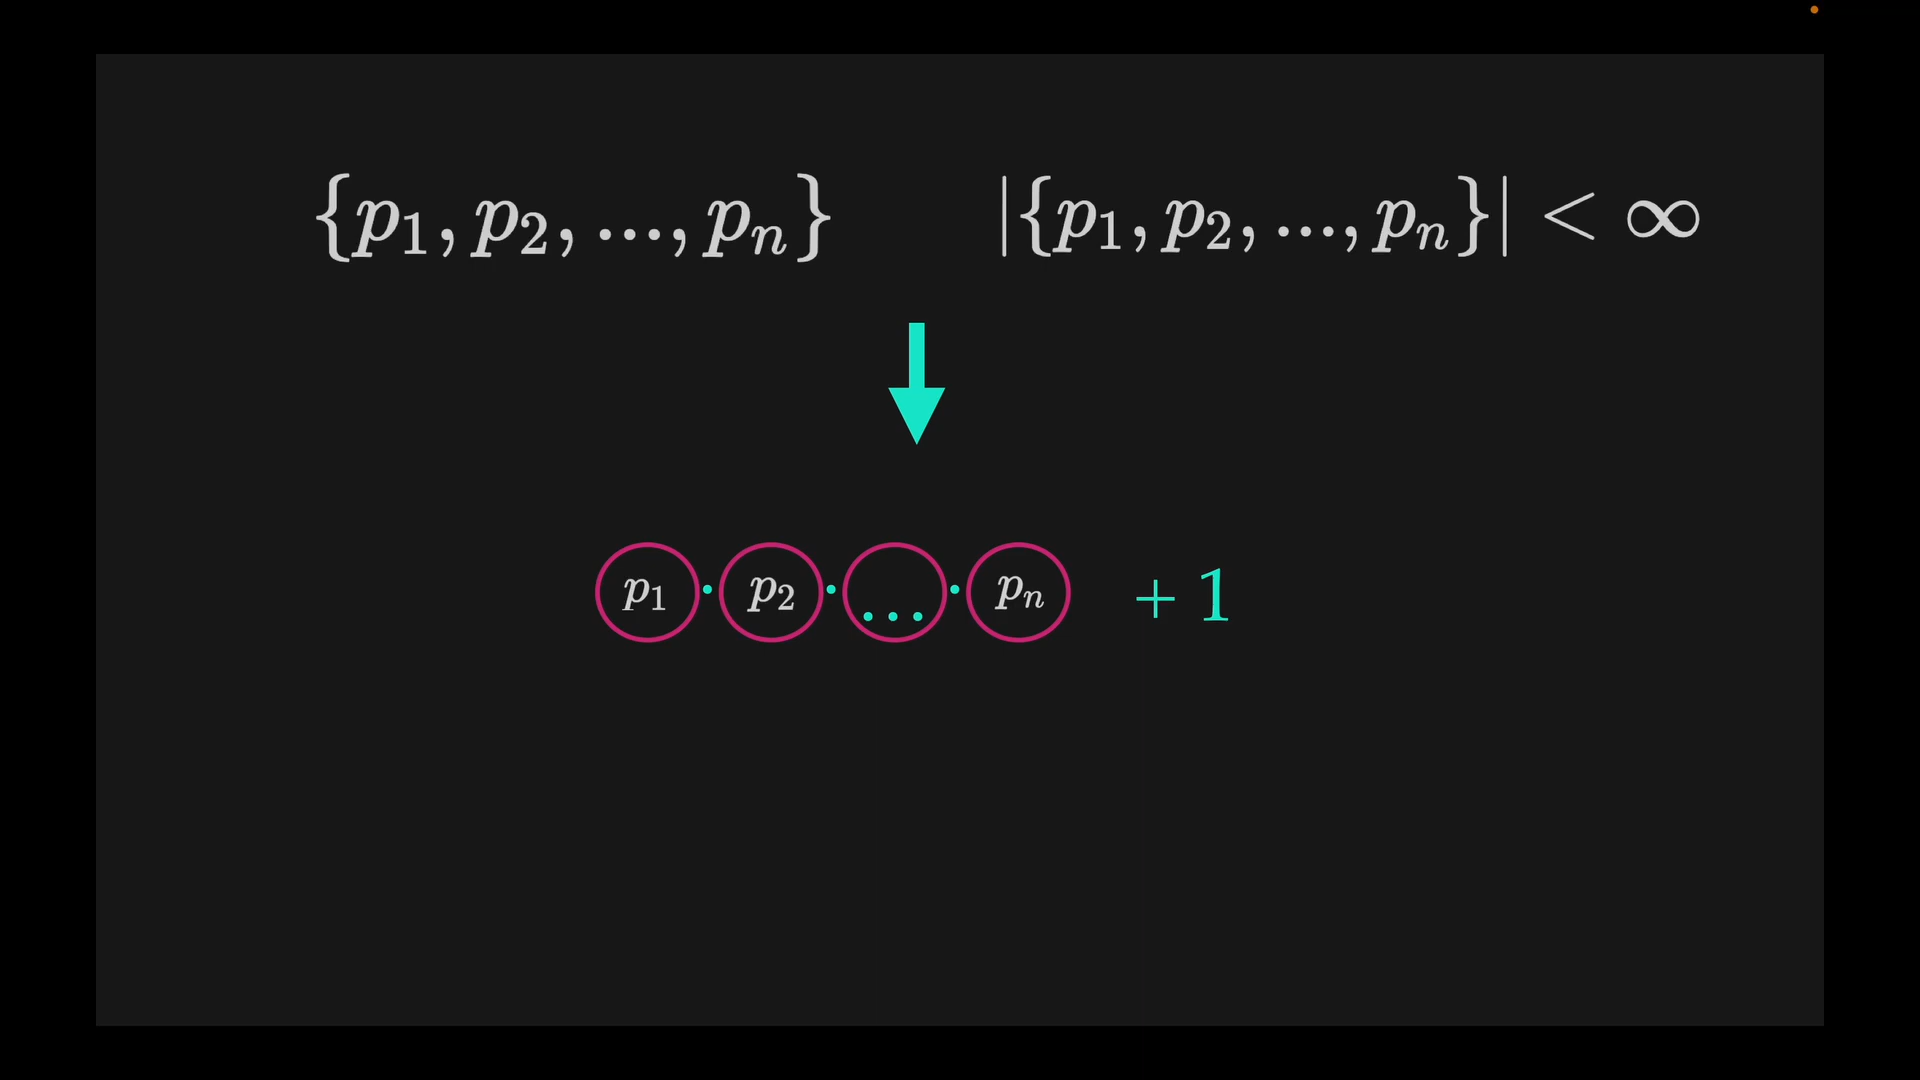 {p₁, p₂, ..., pₙ} |{p₁, p₂, ..., pₙ}| < ∞
p₁ · p₂ · ... · pₙ + 1